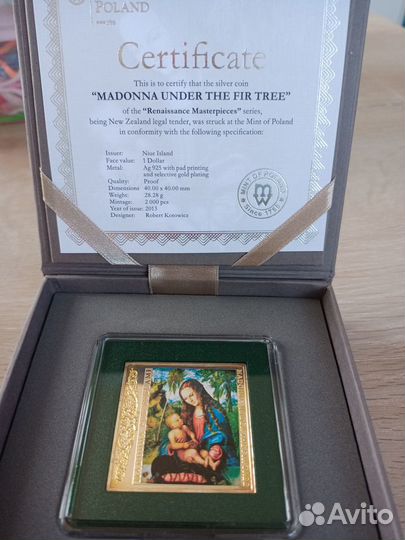 POLAND
Certificate
This is to certify that the silver coin
"MADONNA UNDER THE FIR TREE"
of the "Renaissance Masterpieces" series,
being New Zealand legal tender, was struck at the Mint of Poland
in conformity with the following specification:
Issuer: Niue Island
Face value: 1 Dollar
Metal: Ag 925 with pad printing
and selective gold plating
Quality: Proof
Dimensions 40.00 x 40.00 mm
Weight: 28.28 g
Mintage: 2 000 pcs
Year of issue: 2013
Designer: Robert Kotowicz
MINT OF POLAND
Since 1766
Avito